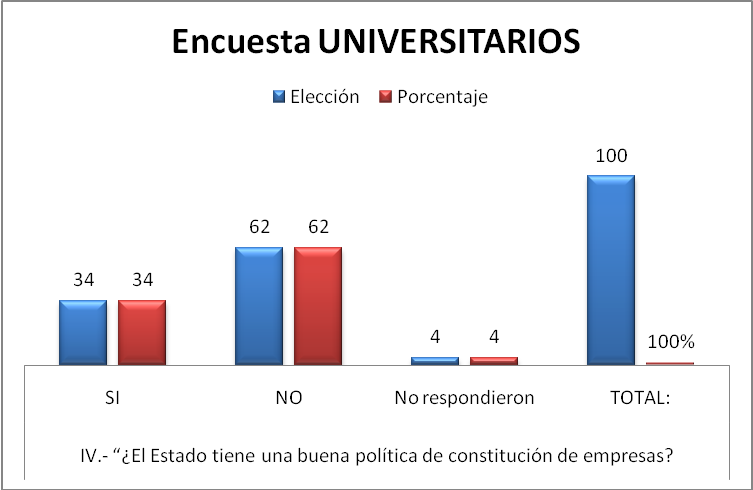 Encuesta UNIVERSITARIOS
Elección Porcentaje
34 34 62 62 4 4 100 100%
SI NO No respondieron TOTAL:
IV.- “¿El Estado tiene una buena política de constitución de empresas?